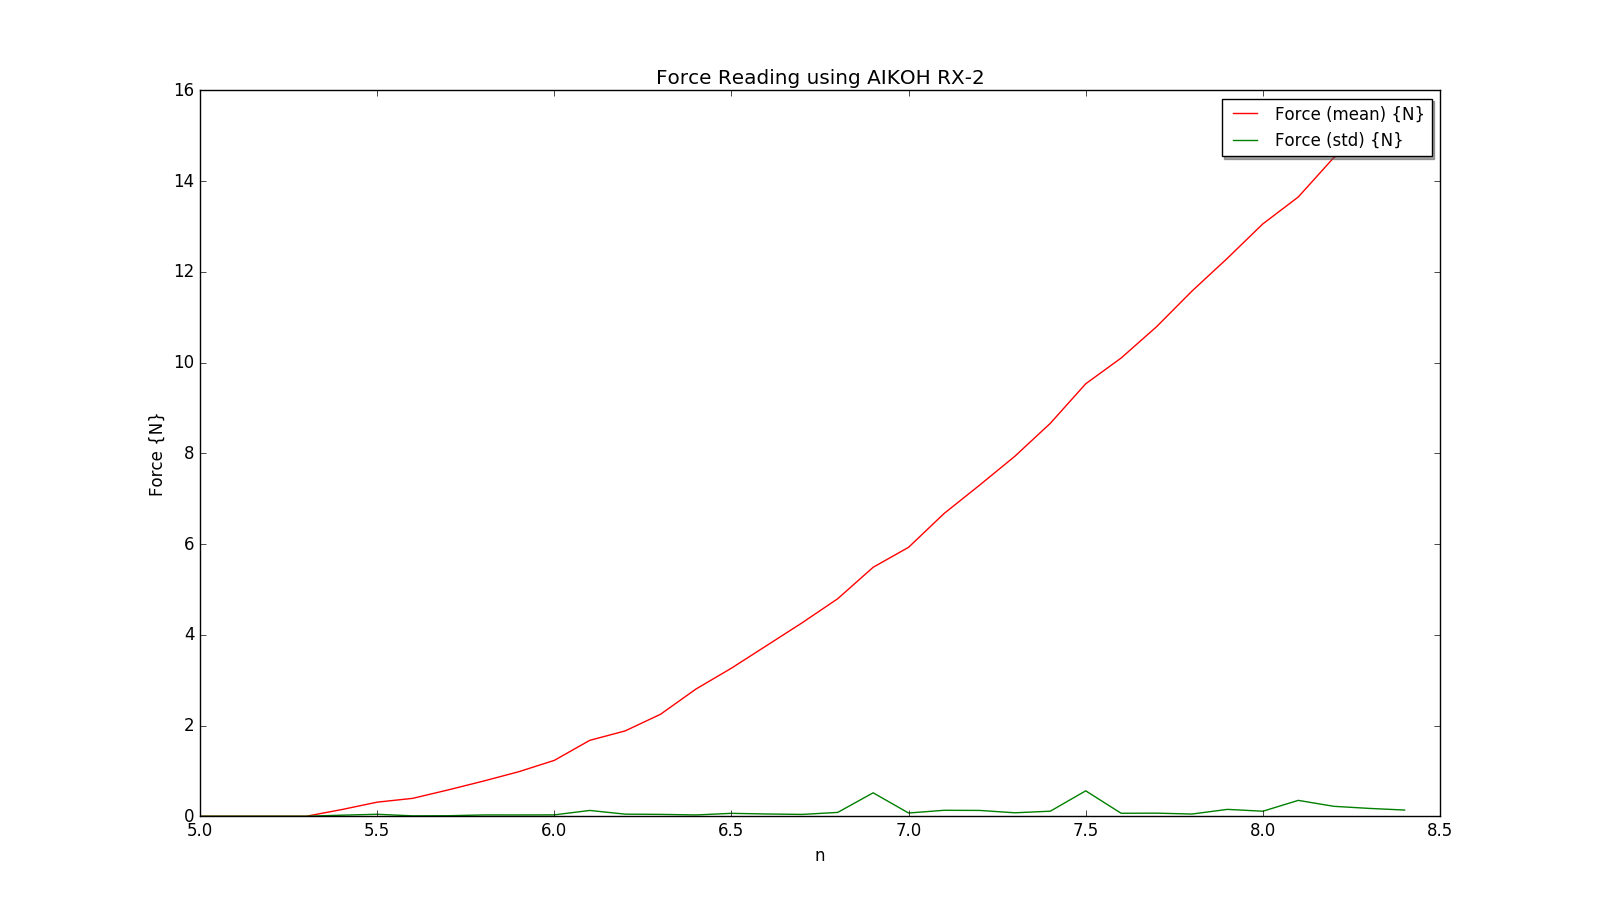 Force Reading using AIKOH RX-2
16
14
12
10
8
6
4
2
0
Force {N}
Force (mean) {N}
Force (std) {N}
5.0 5.5 6.0 6.5 7.0 7.5 8.0 8.5
n